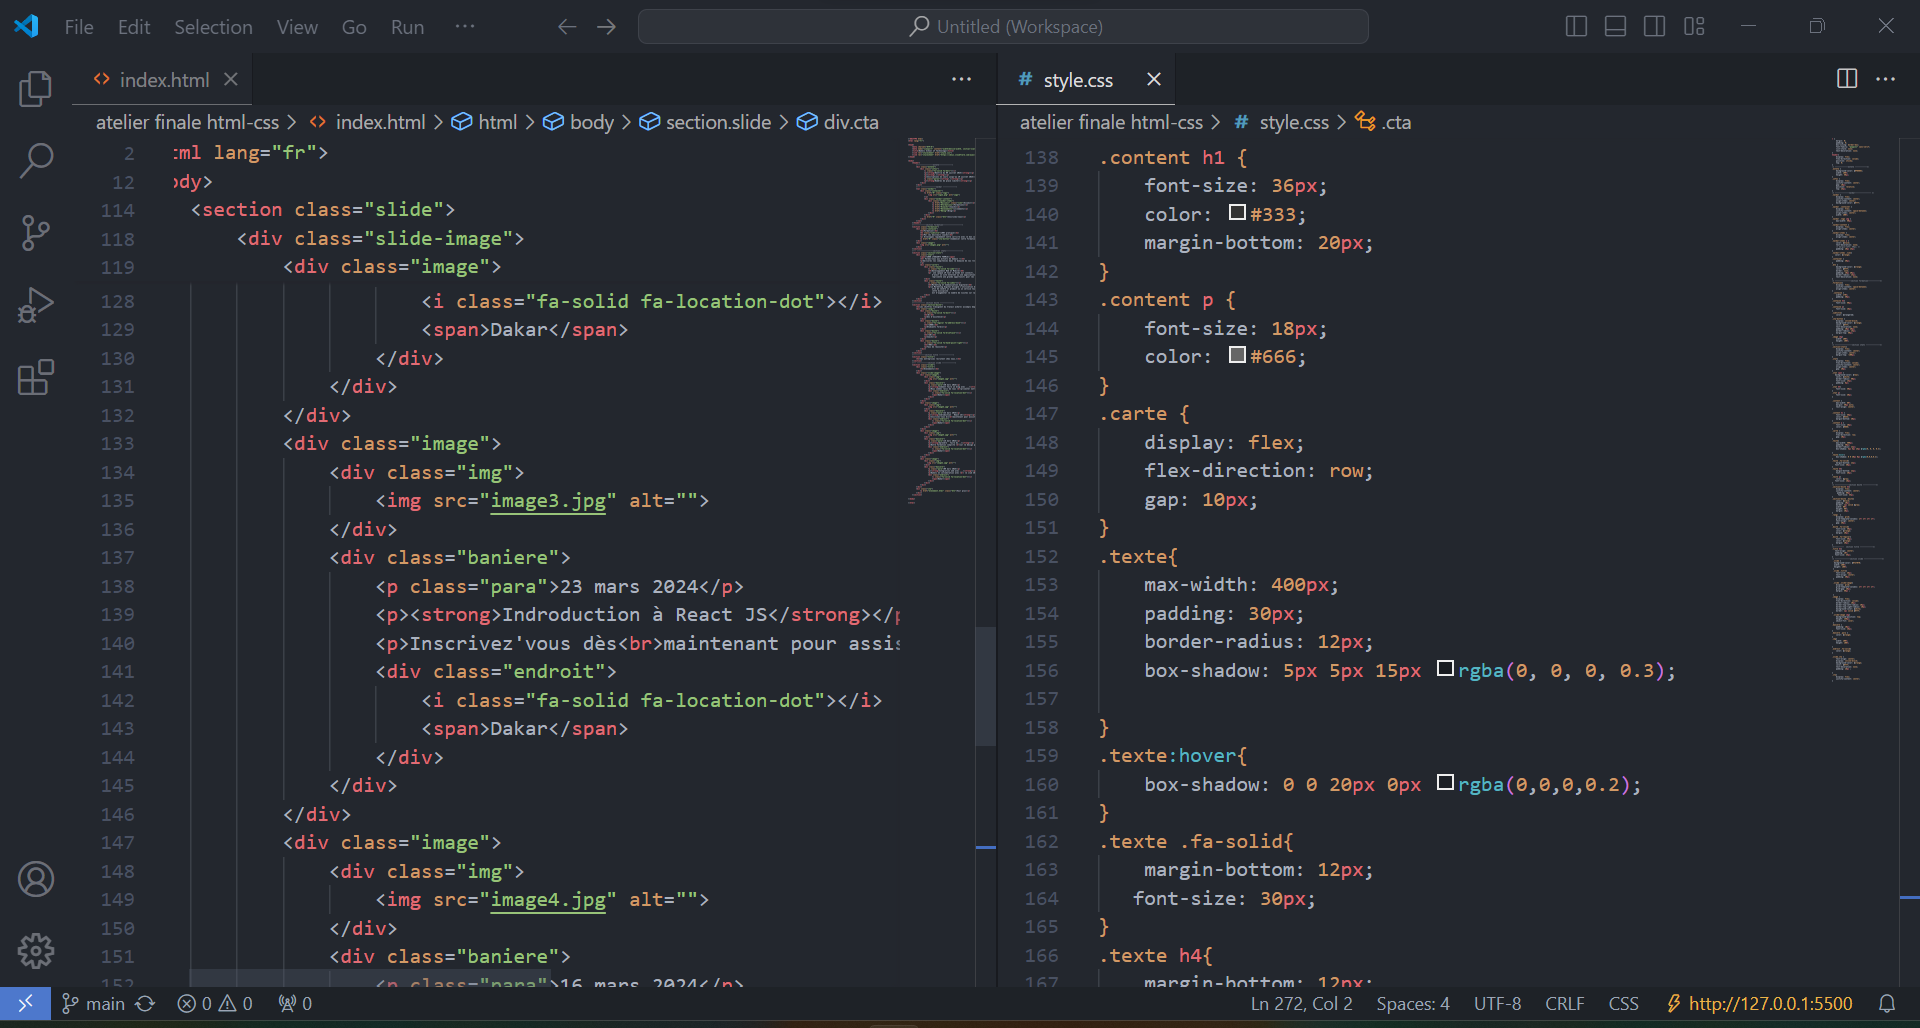 File Edit Selection View Go Run ··· Untitled (Workspace)
index.html
atelier finale html-css > index.html > html > body > section.slide > div.cta
2 :ml lang="fr">
12 ody>
114 <section class="slide">
118 <div class="slide-image">
119 <div class="image">
128 <i class="fa-solid fa-location-dot"></i>
129 <span>Dakar</span>
130 </div>
131 </div>
132 </div>
133 <div class="image">
134 <div class="img">
135 <img src="image3.jpg" alt="">
136 </div>
137 <div class="baniere">
138 <p class="para">23 mars 2024</p>
139 <p><strong>Indroduction à React JS</strong></p
140 <p>Inscrivez'vous dès<br>maintenant pour assis
141 <div class="endroit">
142 <i class="fa-solid fa-location-dot"></i>
143 <span>Dakar</span>
144 </div>
145 </div>
146 </div>
147 <div class="image">
148 <div class="img">
149 <img src="image4.jpg" alt="">
150 </div>
151 <div class="baniere">
152 <p class="para">16 mars 2024</p>
# style.css
atelier finale html-css > # style.css > .cta
138 .content h1 {
139 font-size: 36px;
140 color: #333;
141 margin-bottom: 20px;
142 }
143 .content p {
144 font-size: 18px;
145 color: #666;
146 }
147 .carte {
148 display: flex;
149 flex-direction: row;
150 gap: 10px;
151 }
152 .texte{
153 max-width: 400px;
154 padding: 30px;
155 border-radius: 12px;
156 box-shadow: 5px 5px 15px rgba(0, 0, 0, 0.3);
157
158 }
159 .texte:hover{
160 box-shadow: 0 0 20px 0px rgba(0,0,0,0.2);
161 }
162 .texte .fa-solid{
163 margin-bottom: 12px;
164 font-size: 30px;
165 }
166 .texte h4{
167 margin-bottom: 12px;
main 0 0 0 Ln 272, Col 2 Spaces: 4 UTF-8 CRLF CSS http://127.0.0.1:5500